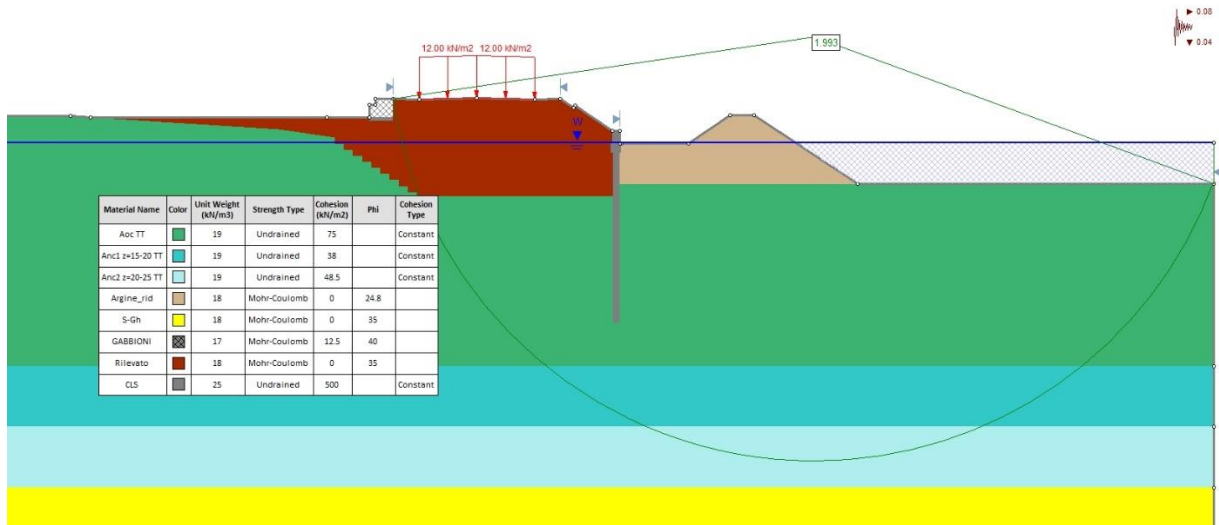 0.08
0.04
12.00 kN/m2 12.00 kN/m2
1.993
W
Material Name Color Unit Weight (kN/m3) Strength Type Cohesion (kN/m2) Phi Cohesion Type
Aoc TT 19 Undrained 75 Constant
Anc1 z=15-20 TT 19 Undrained 38 Constant
Anc2 z=20-25 TT 19 Undrained 48.5 Constant
Argine_rid 18 Mohr-Coulomb 0 24.8
S-Gh 18 Mohr-Coulomb 0 35
GABBIONI 17 Mohr-Coulomb 12.5 40
Rilevato 18 Mohr-Coulomb 0 35
CLS 25 Undrained 500 Constant